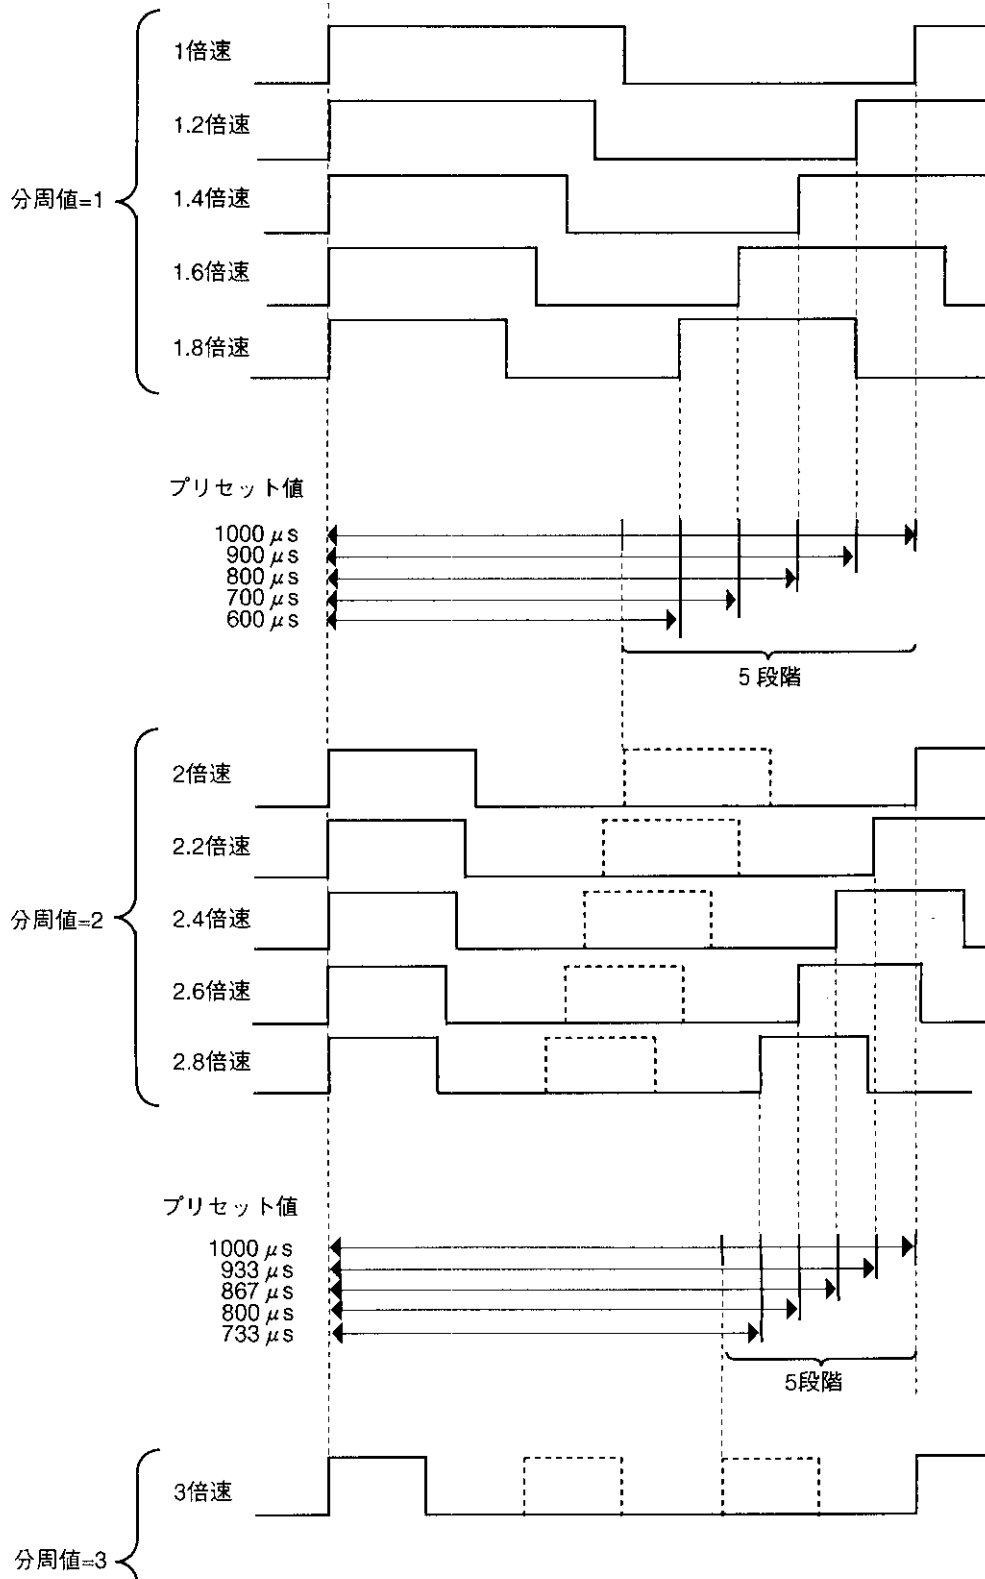 1倍速
1.2倍速
分周値=1
1.4倍速
1.6倍速
1.8倍速
プリセット値
1000 μs
900 μs
800 μs
700 μs
600 μs
5 段階
2倍速
2.2倍速
分周値=2
2.4倍速
2.6倍速
2.8倍速
プリセット値
1000 μs
933 μs
867 μs
800 μs
733 μs
5段階
3倍速
分周値=3